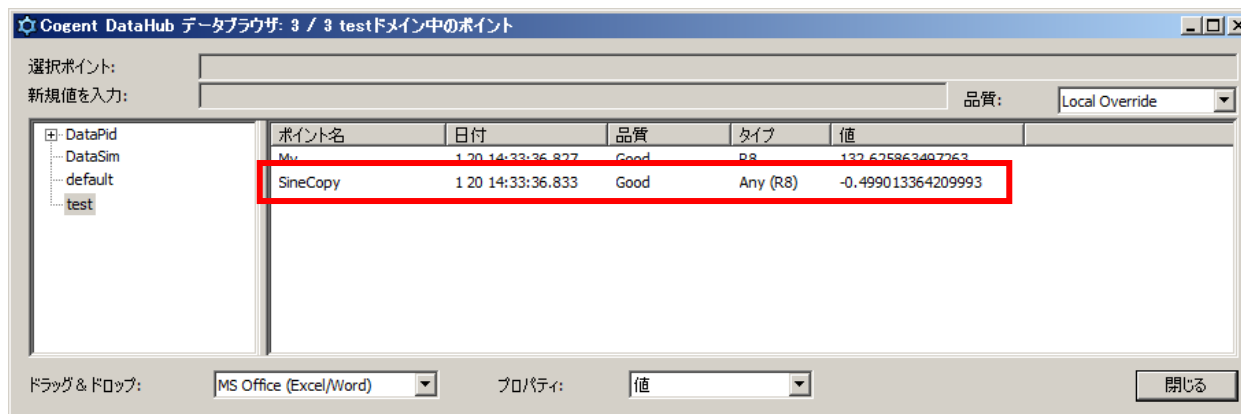 Cogent DataHub データブラウザ: 3 / 3 testドメイン中のポイント
選択ポイント:
新規値を入力: 品質: Local Override
DataPid
DataSim
default
test
ポイント名 日付 品質 タイプ 値
Mv 1 20 14:33:36.827 Good R8 132.625863497263
SineCopy 1 20 14:33:36.833 Good Any (R8) -0.499013364209993
ドラッグ & ドロップ: MS Office (Excel/Word) プロパティ: 値 閉じる